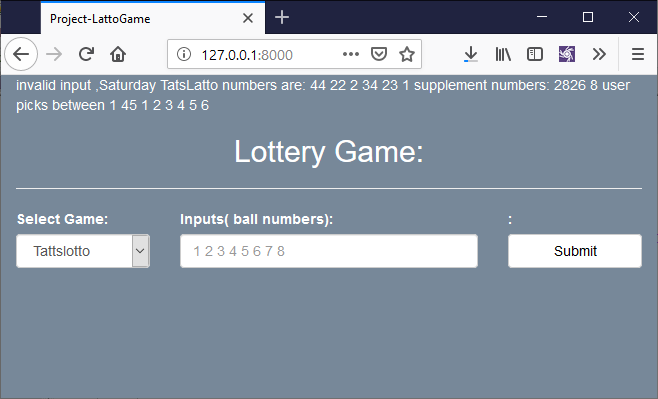 Project-LattoGame
127.0.0.1:8000
invalid input ,Saturday TatsLatto numbers are: 44 22 2 34 23 1 supplement numbers: 2826 8 user
picks between 1 45 1 2 3 4 5 6
Lottery Game:
Select Game: Inputs( ball numbers): :
Tattslotto 1 2 3 4 5 6 7 8 Submit